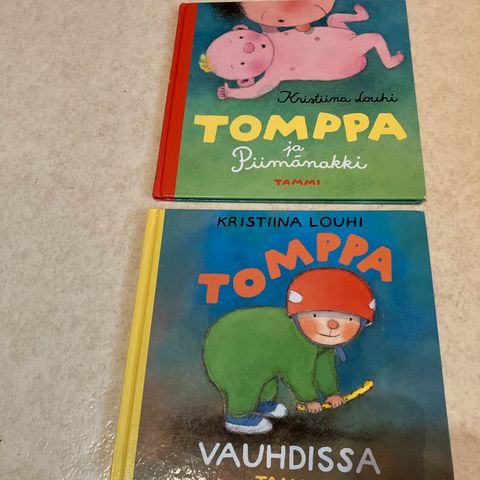 Kristiina Louhi
TOMPPA
ja
Piimänakki
TAMMI
KRISTIINA LOUHI
TOMPPA
VAUHDISSA